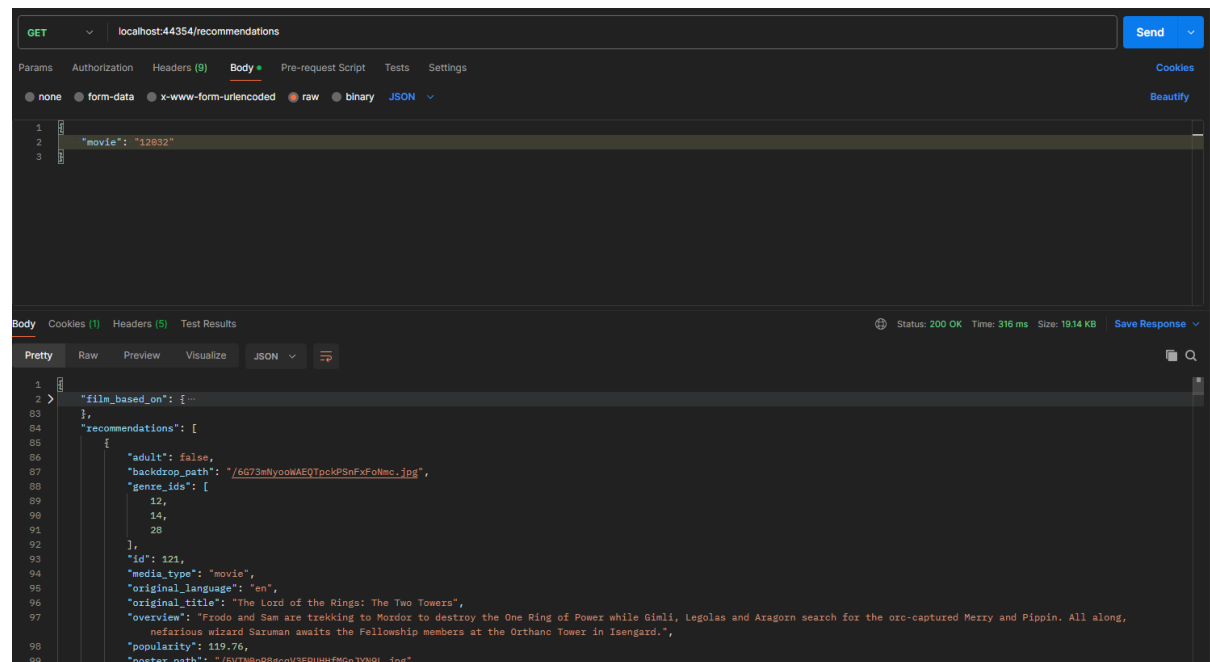 GET localhost:44354/recommendations Send
Params Authorization Headers (9) Body Pre-request Script Tests Settings Cookies
none form-data x-www-form-urlencoded raw binary JSON Beautify
1 {
2 "movie": "12032"
3 }
Body Cookies (1) Headers (5) Test Results Status: 200 OK Time: 316 ms Size: 19.14 KB Save Response
Pretty Raw Preview Visualize JSON
1 {
2 "film_based_on": {…
83 },
84 "recommendations": [
85 {
86 "adult": false,
87 "backdrop_path": "/6G73mNyooWAEQTpckPSnFxFoNmc.jpg",
88 "genre_ids": [
89 12,
90 14,
91 28
92 ],
93 "id": 121,
94 "media_type": "movie",
95 "original_language": "en",
96 "original_title": "The Lord of the Rings: The Two Towers",
97 "overview": "Frodo and Sam are trekking to Mordor to destroy the One Ring of Power while Gimli, Legolas and Aragorn search for the orc-captured Merry and Pippin. All along,
nefarious wizard Saruman awaits the Fellowship members at the Orthanc Tower in Isengard.",
98 "popularity": 119.76,
99 "poster_path":